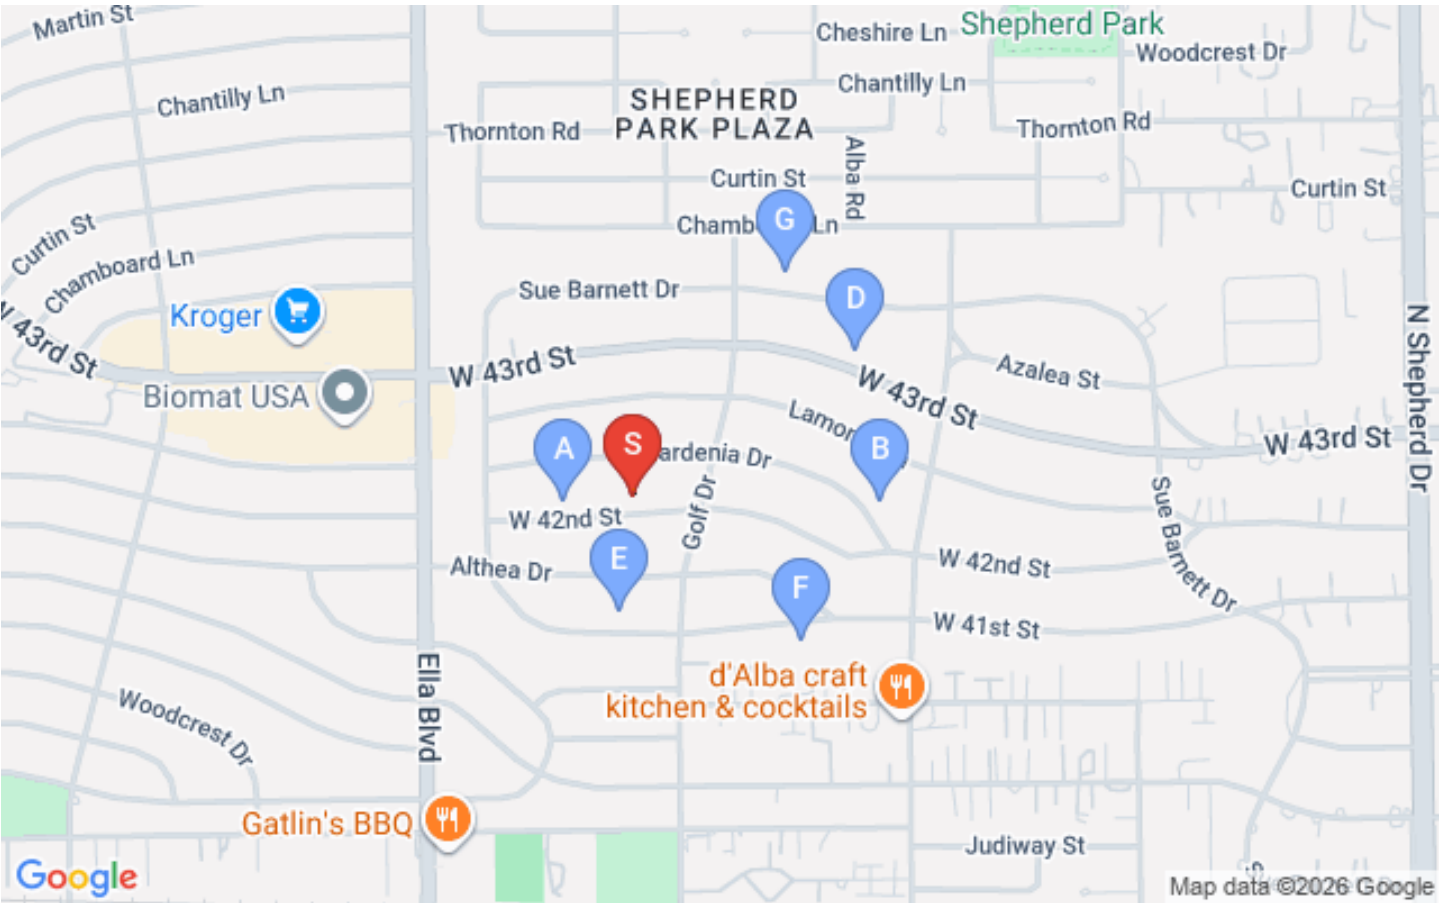 Martin St
Cheshire Ln
Shepherd Park
Woodcrest Dr
Chantilly Ln
Chantilly Ln
SHEPHERD
PARK PLAZA
Thornton Rd
Thornton Rd
Alba Rd
Curtin St
Curtin St
Curtin St
G
Chamb
Ln
Chamboard Ln
Sue Barnett Dr
D
Kroger
W 43rd St
W 43rd St
W 43rd St
W 43rd St
N Shepherd Dr
Azalea St
Biomat USA
A
S
B
Lamon
ardenia Dr
Golf Dr
W 42nd St
W 42nd St
Sue Barnett Dr
E
F
Althea Dr
W 41st St
Ella Blvd
d'Alba craft
kitchen & cocktails
Woodcrest Dr
Gatlin's BBQ
Judiway St
Google
Map data ©2026 Google